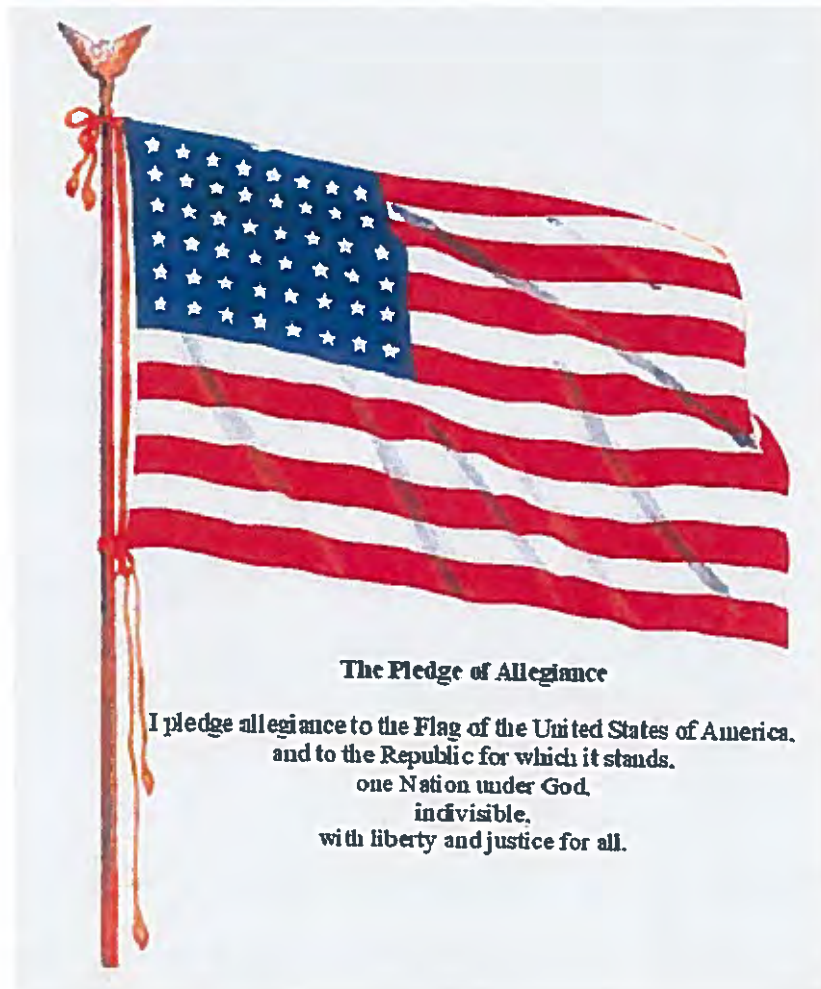 The Pledge of Allegiance
I pledge allegiance to the Flag of the United States of America,
and to the Republic for which it stands,
one Nation under God,
indivisible,
with liberty and justice for all.